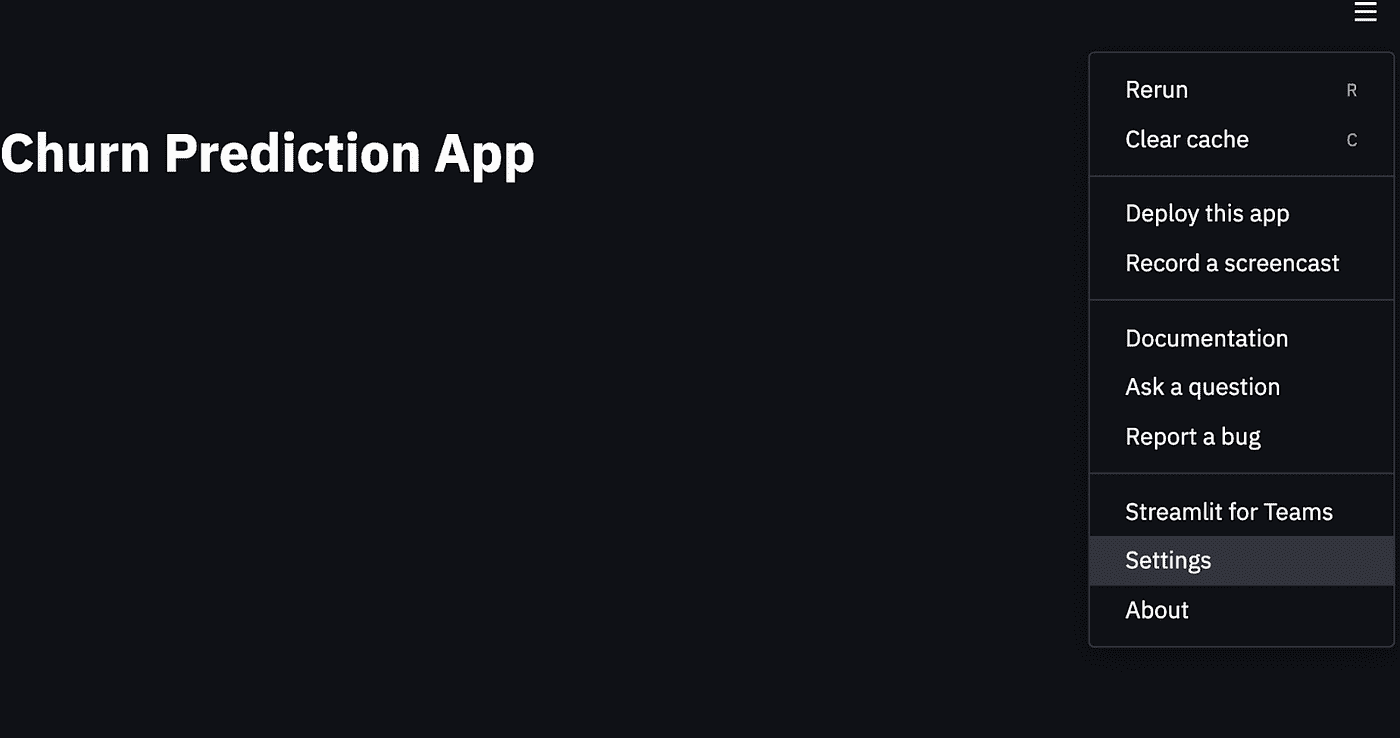 Churn Prediction App
Rerun R
Clear cache C
Deploy this app
Record a screencast
Documentation
Ask a question
Report a bug
Streamlit for Teams
Settings
About